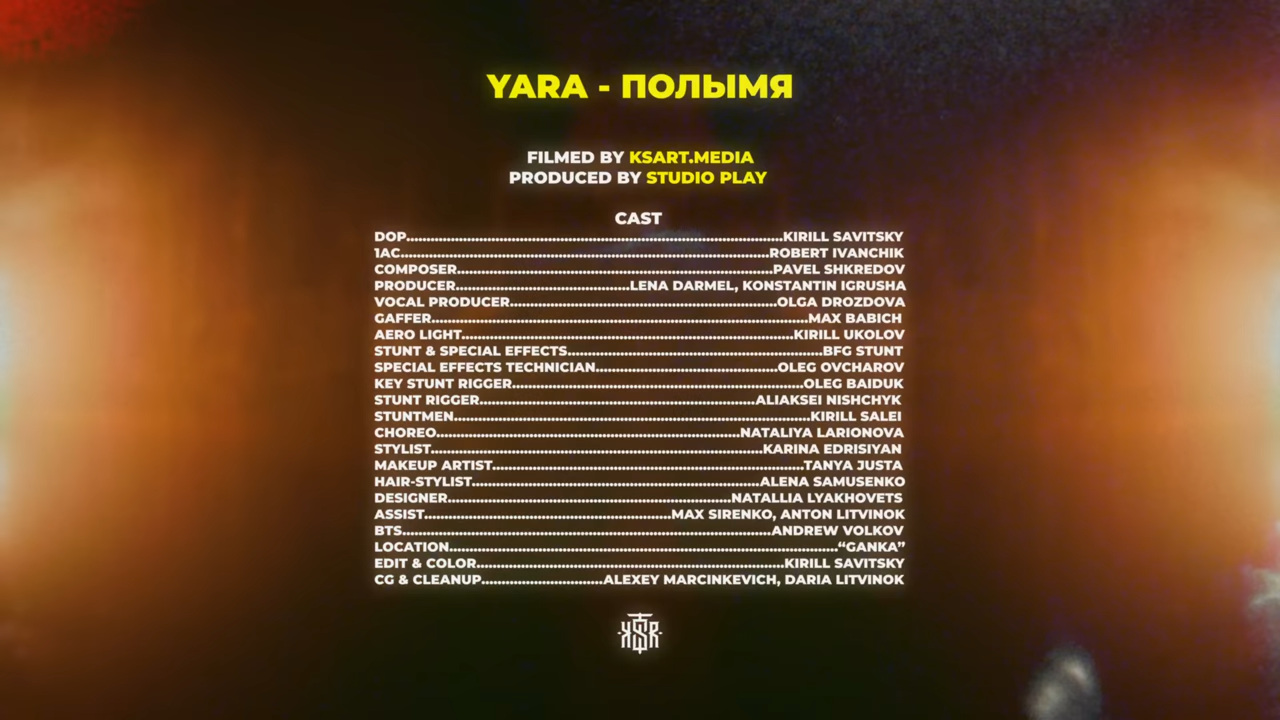 YARA - ПОЛЫМЯ
FILMED BY KSART.MEDIA
PRODUCED BY STUDIO PLAY
CAST
DOP........................................................................................................KIRILL SAVITSKY
1AC........................................................................................................ROBERT IVANCHIK
COMPOSER........................................................................................PAVEL SHKREDOV
PRODUCER................................................LENA DARMEL, KONSTANTIN IGRUSHA
VOCAL PRODUCER..........................................................................OLGA DROZDOVA
GAFFER........................................................................................................MAX BABICH
AERO LIGHT............................................................................................KIRILL UKOLOV
STUNT & SPECIAL EFFECTS......................................................................BFG STUNT
SPECIAL EFFECTS TECHNICIAN..................................................OLEG OVCHAROV
KEY STUNT RIGGER................................................................................OLEG BAIDUK
STUNT RIGGER............................................................................ALIAKSEI NISHCHYK
STUNTMEN..................................................................................................KIRILL SALEI
CHOREO....................................................................................NATALIYA LARIONOVA
STYLIST............................................................................................KARINA EDRISIYAN
MAKEUP ARTIST......................................................................................TANYA JUSTA
HAIR-STYLIST................................................................................ALENA SAMUSENKO
DESIGNER..............................................................................NATALLIA LYAKHOVETS
ASSIST....................................................................MAX SIRENKO, ANTON LITVINOK
BTS......................................................................................................ANDREW VOLKOV
LOCATION............................................................................................................“GANKA”
EDIT & COLOR.....................................................................................KIRILL SAVITSKY
CG & CLEANUP..................................ALEXEY MARCINKEVICH, DARIA LITVINOK